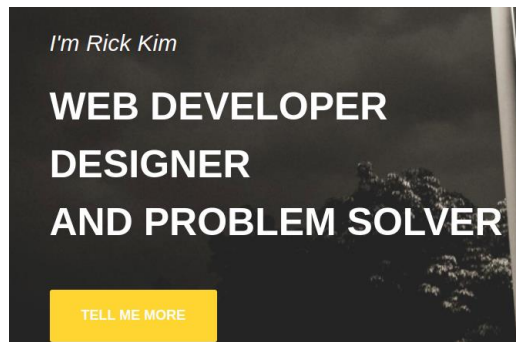 I'm Rick Kim
WEB DEVELOPER
DESIGNER
AND PROBLEM SOLVER
TELL ME MORE